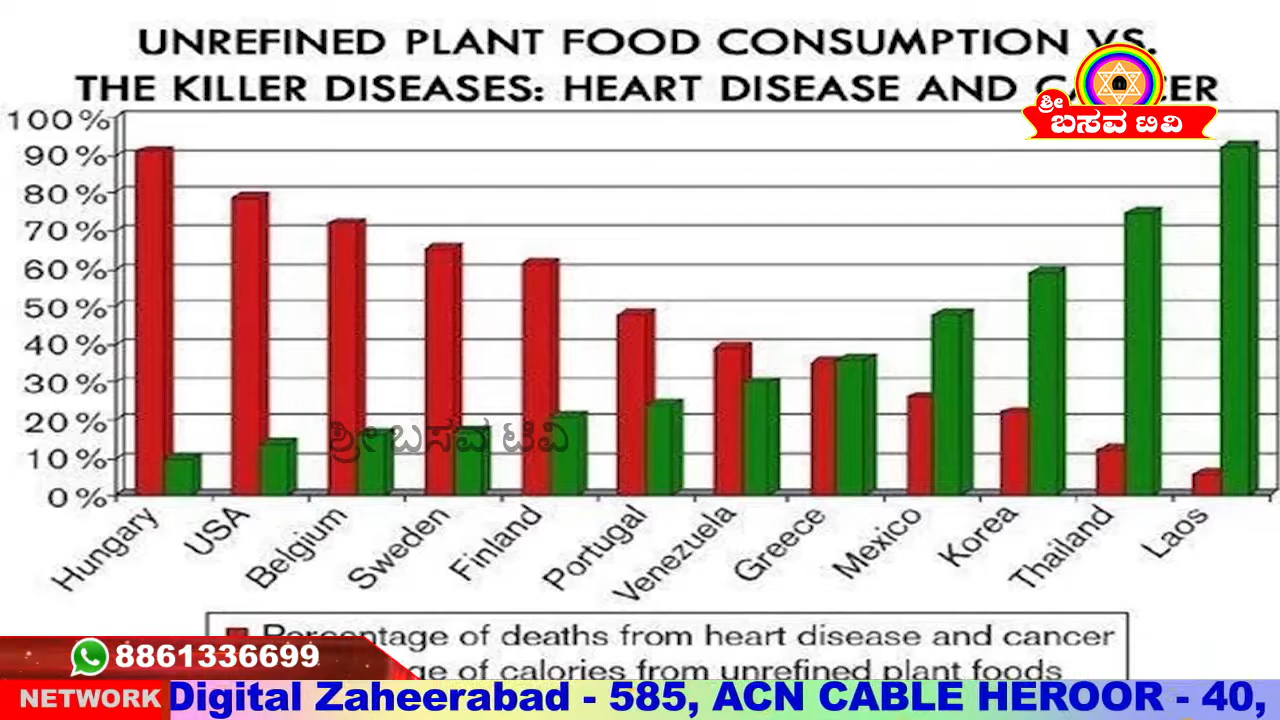 UNREFINED PLANT FOOD CONSUMPTION VS.
THE KILLER DISEASES: HEART DISEASE AND CANCER
ಶ್ರೀ
ಬಸವ ಟಿವಿ
100%
90%
80%
70%
60%
50%
40%
30%
20%
10%
0%
ಶ್ರೀ ಬಸವ ಟಿವಿ
Hungary
USA
Belgium
Sweden
Finland
Portugal
Venezuela
Greece
Mexico
Korea
Thailand
Laos
Percentage of deaths from heart disease and cancer
of calories from unrefined plant foods
8861336699
NETWORK Digital Zaheerabad - 585, ACN CABLE HEROOR - 40,